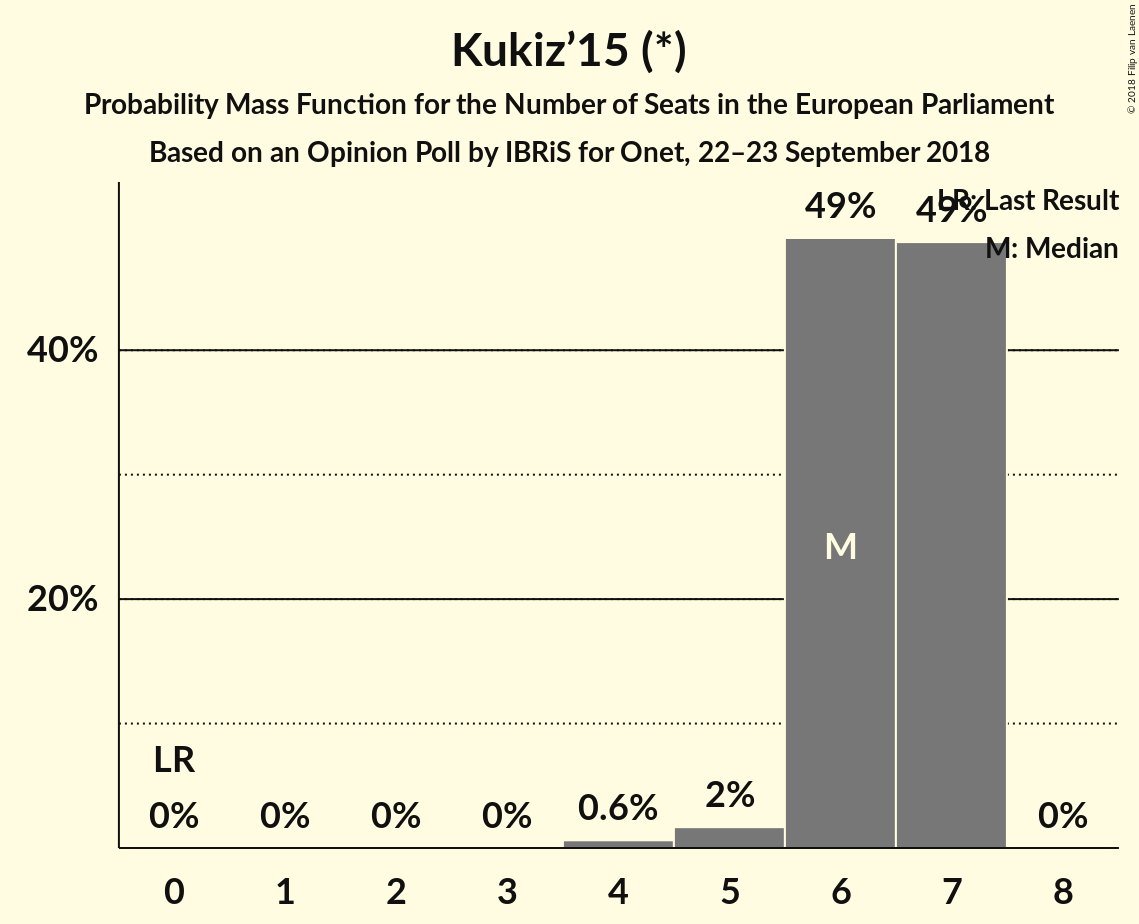 Kukiz’15 (*)
Probability Mass Function for the Number of Seats in the European Parliament
Based on an Opinion Poll by IBRiS for Onet, 22–23 September 2018
© 2018 Filip van Laenen
LR: Last Result
M: Median
49%
49%
40%
M
20%
LR
0%
0%
0%
0%
0.6%
2%
0%
0 1 2 3 4 5 6 7 8